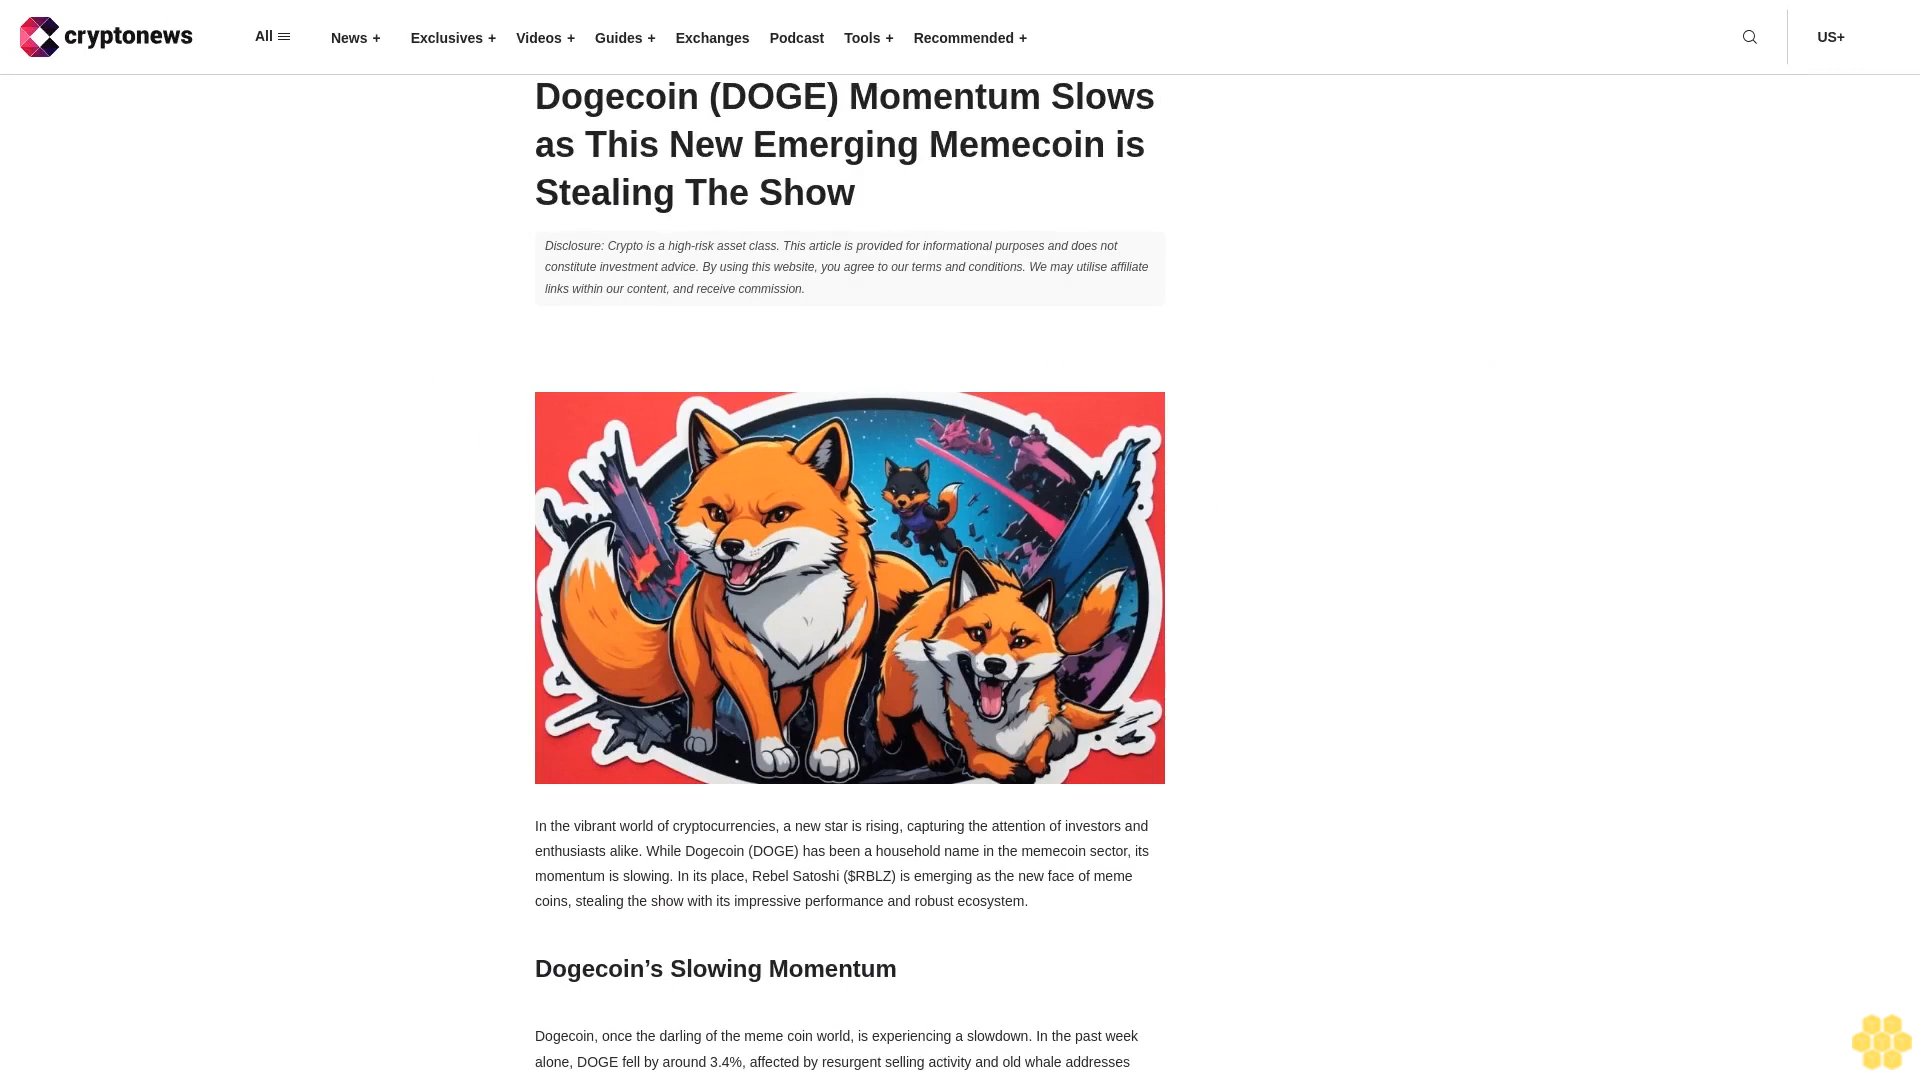 cryptonews
All
News +
Exclusives +
Videos +
Guides +
Exchanges
Podcast
Tools +
Recommended +
US+
Dogecoin (DOGE) Momentum Slows
as This New Emerging Memecoin is
Stealing The Show
Disclosure: Crypto is a high-risk asset class. This article is provided for informational purposes and does not
constitute investment advice. By using this website, you agree to our terms and conditions. We may utilise affiliate
links within our content, and receive commission.
In the vibrant world of cryptocurrencies, a new star is rising, capturing the attention of investors and
enthusiasts alike. While Dogecoin (DOGE) has been a household name in the memecoin sector, its
momentum is slowing. In its place, Rebel Satoshi ($RBLZ) is emerging as the new face of meme
coins, stealing the show with its impressive performance and robust ecosystem.
Dogecoin’s Slowing Momentum
Dogecoin, once the darling of the meme coin world, is experiencing a slowdown. In the past week
alone, DOGE fell by around 3.4%, affected by resurgent selling activity and old whale addresses